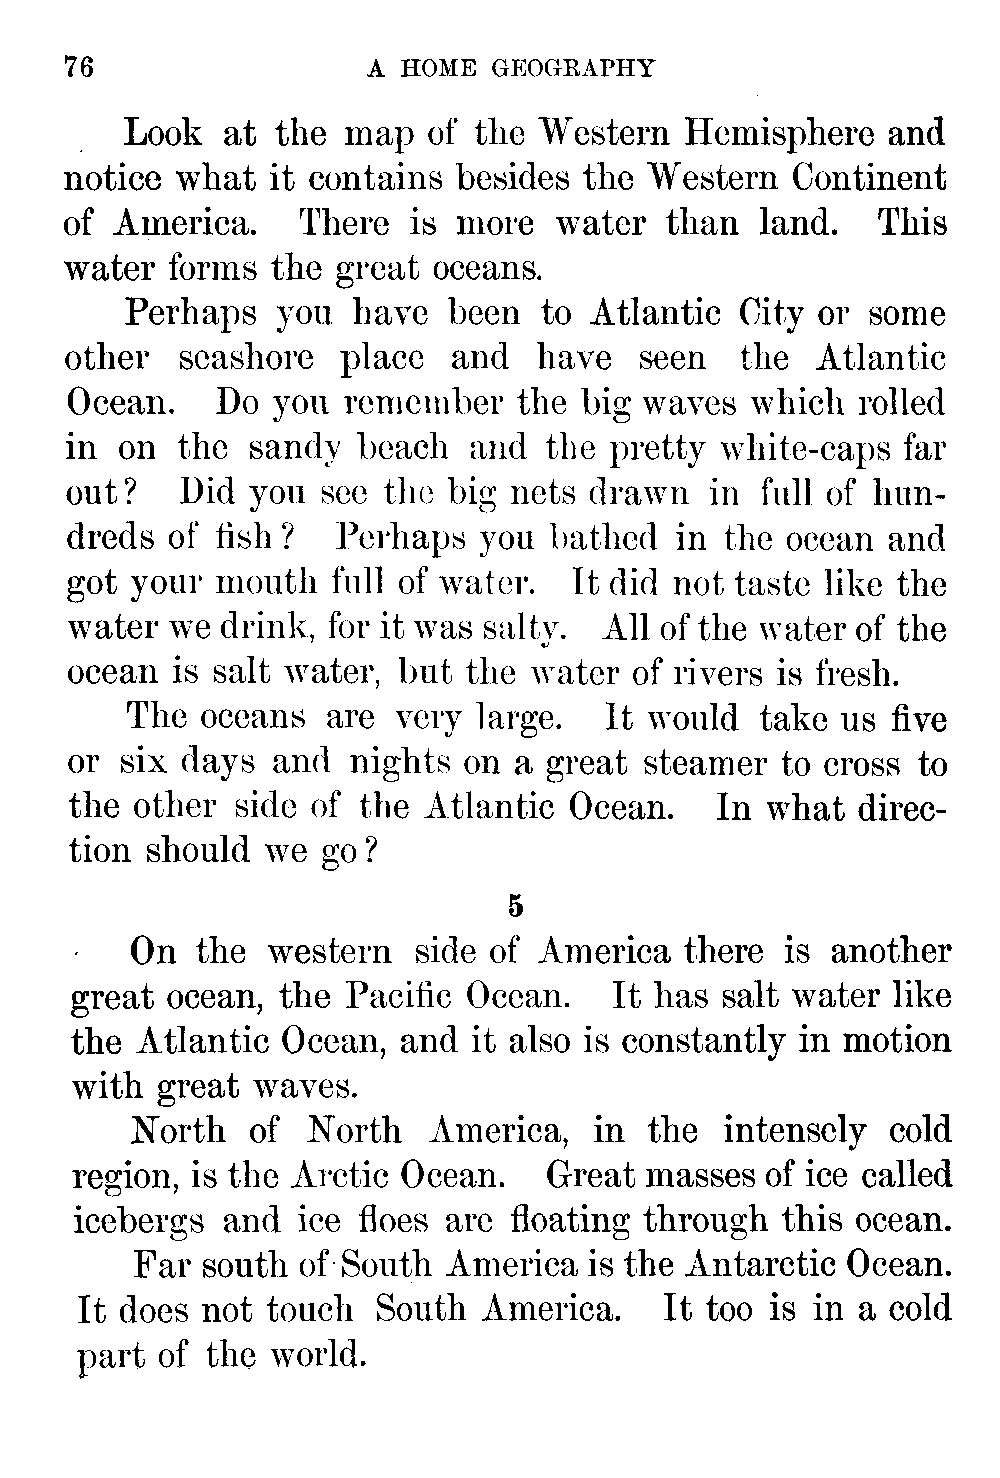 76 A HOME GEOGRAPHY
Look at the map of the Western Hemisphere and
notice what it contains besides the Western Continent
of America. There is more water than land. This
water forms the great oceans.
Perhaps you have been to Atlantic City or some
other seashore place and have seen the Atlantic
Ocean. Do you remember the big waves which rolled
in on the sandy beach and the pretty white-caps far
out? Did you see the big nets drawn in full of hun-
dreds of fish? Perhaps you bathed in the ocean and
got your mouth full of water. It did not taste like the
water we drink, for it was salty. All of the water of the
ocean is salt water, but the water of rivers is fresh.
The oceans are very large. It would take us five
or six days and nights on a great steamer to cross to
the other side of the Atlantic Ocean. In what direc-
tion should we go?
5
On the western side of America there is another
great ocean, the Pacific Ocean. It has salt water like
the Atlantic Ocean, and it also is constantly in motion
with great waves.
North of North America, in the intensely cold
region, is the Arctic Ocean. Great masses of ice called
icebergs and ice floes are floating through this ocean.
Far south of South America is the Antarctic Ocean.
It does not touch South America. It too is in a cold
part of the world.